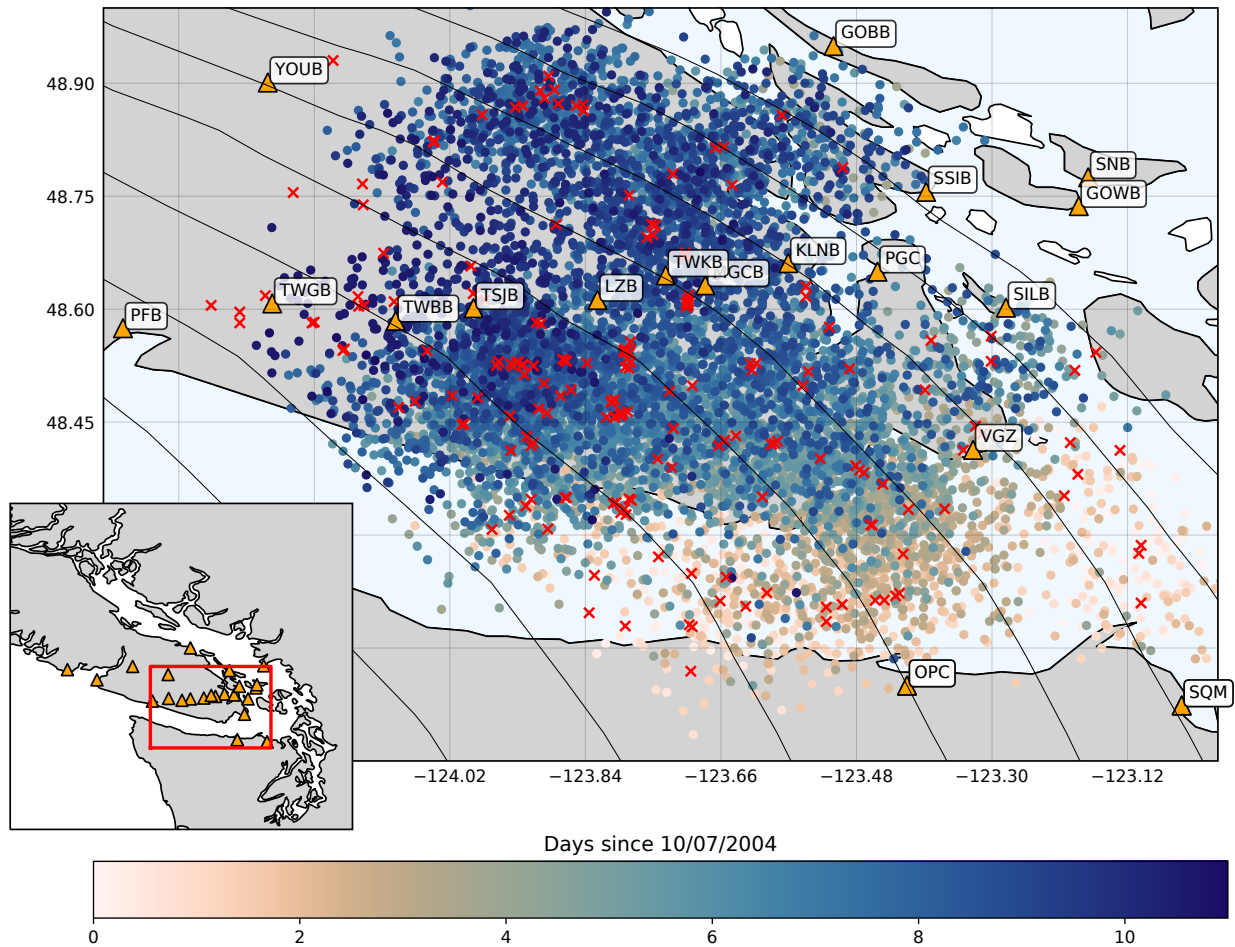 GOBB
48.90
YOUB
SNB
SSIB
GOWB
48.75
KLNB
TWKB
MGCB
PGC
LZB
TSJB
SILB
TWGB
TWBB
PFB
48.60
48.45
VGZ
OPC
SQM
−124.02
−123.84
−123.66
−123.48
−123.30
−123.12
Days since 10/07/2004
0
2
4
6
8
10